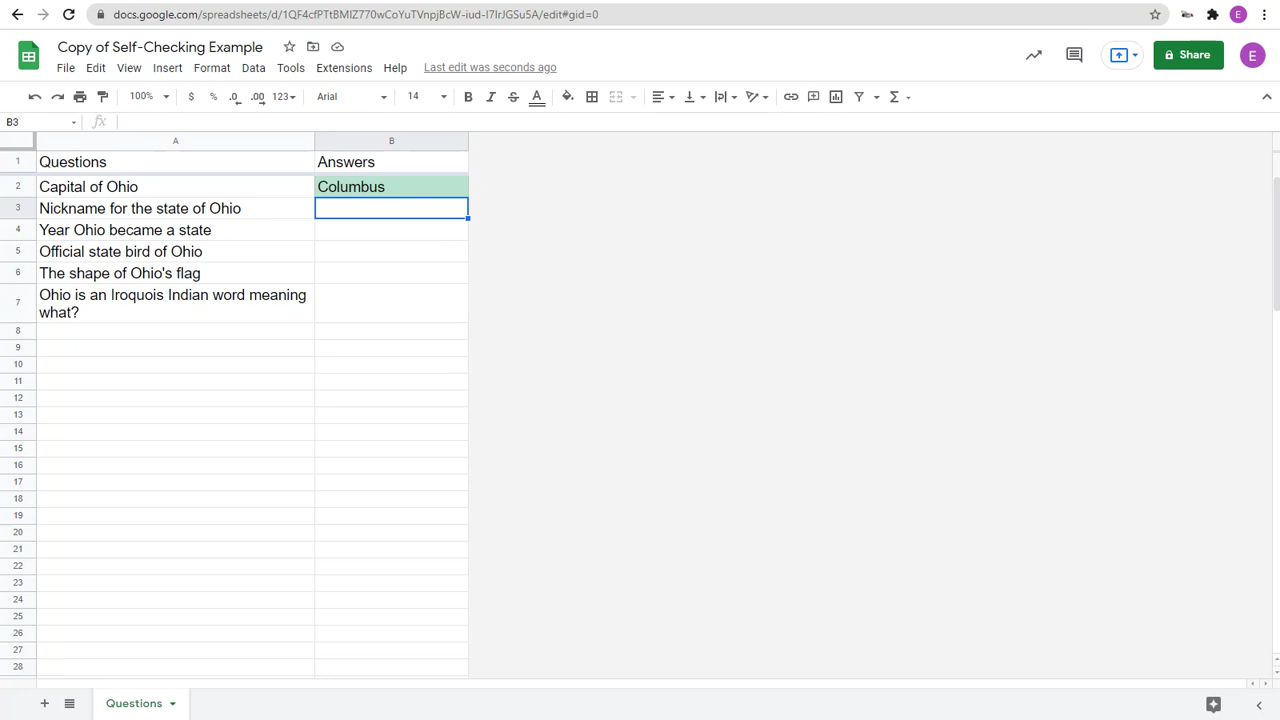 docs.google.com/spreadsheets/d/1QF4cfPTtBMIZ770wCoYuTVnpjBcW-iud-I7IrJGSu5A/edit#gid=0
E
Copy of Self-Checking Example
File Edit View Insert Format Data Tools Extensions Help Last edit was seconds ago
Share
E
100% $ % .0 .00 123 Arial 14 B I S A Σ
B3 fx
A B
1 Questions Answers
2 Capital of Ohio Columbus
3 Nickname for the state of Ohio
4 Year Ohio became a state
5 Official state bird of Ohio
6 The shape of Ohio's flag
7 Ohio is an Iroquois Indian word meaning
what?
8
9
10
11
12
13
14
15
16
17
18
19
20
21
22
23
24
25
26
27
28
Questions